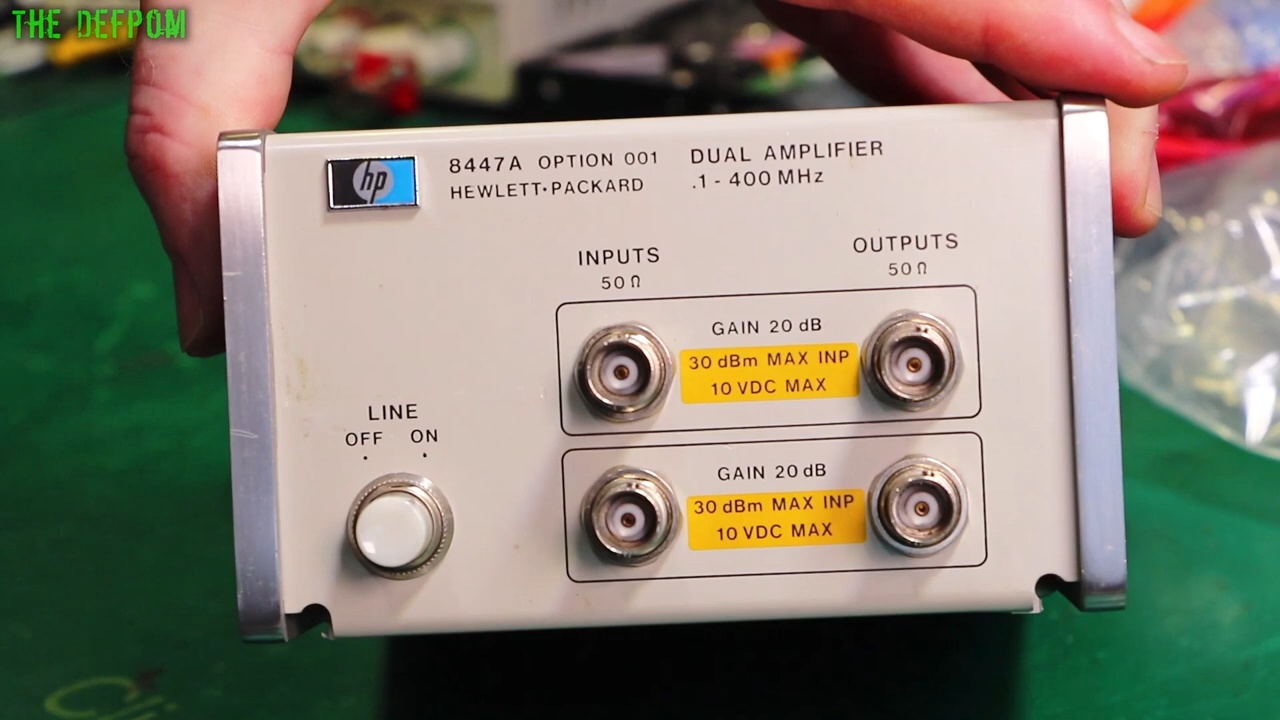 THE DEFPOM
hp
8447A OPTION 001 DUAL AMPLIFIER
HEWLETT•PACKARD .1 - 400 MHz
INPUTS OUTPUTS
50 Ω 50 Ω
GAIN 20 dB
30 dBm MAX INP
10 VDC MAX
LINE
OFF ON
GAIN 20 dB
30 dBm MAX INP
10 VDC MAX